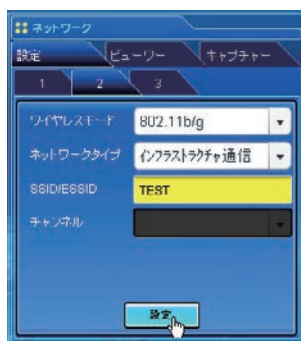 ネットワーク
設定 ビューワー キャプチャー
1 2 3
ワイヤレスモード 802.11b/g
ネットワークタイプ インフラストラクチャ通信
SSID/ESSID TEST
チャンネル
設定